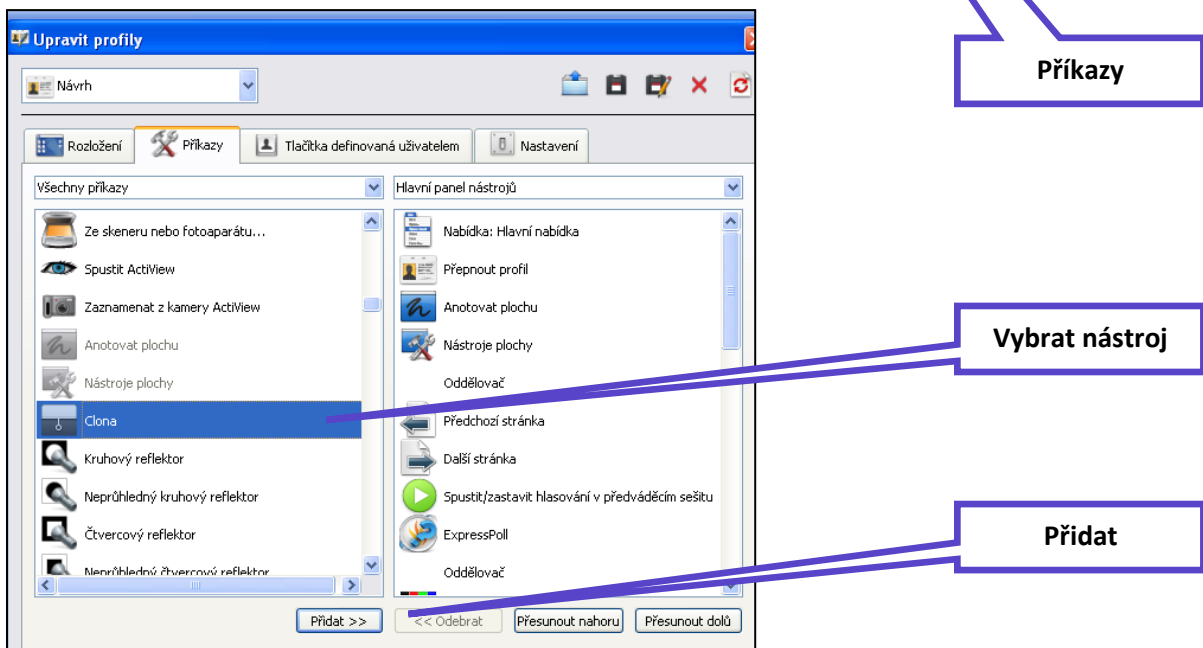 Příkazy
Upravit profily
Návrh
Rozložení
Příkazy
Tlačítka definovaná uživatelem
Nastavení
Všechny příkazy
Ze skeneru nebo fotoaparátu...
Spustit ActiView
Zaznamenat z kamery ActiView
Anotovat plochu
Nástroje plochy
Clona
Kruhový reflektor
Neprůhledný kruhový reflektor
Čtvercový reflektor
Neprůhledný čtvercový reflektor
Hlavní panel nástrojů
Nabídka: Hlavní nabídka
Přepnout profil
Anotovat plochu
Nástroje plochy
Oddělovač
Předchozí stránka
Další stránka
Spustit/zastavit hlasování v předváděcím sešitu
ExpressPoll
Oddělovač
Přidat >>
<< Odebrat
Přesunout nahoru
Přesunout dolů
Vybrat nástroj
Přidat